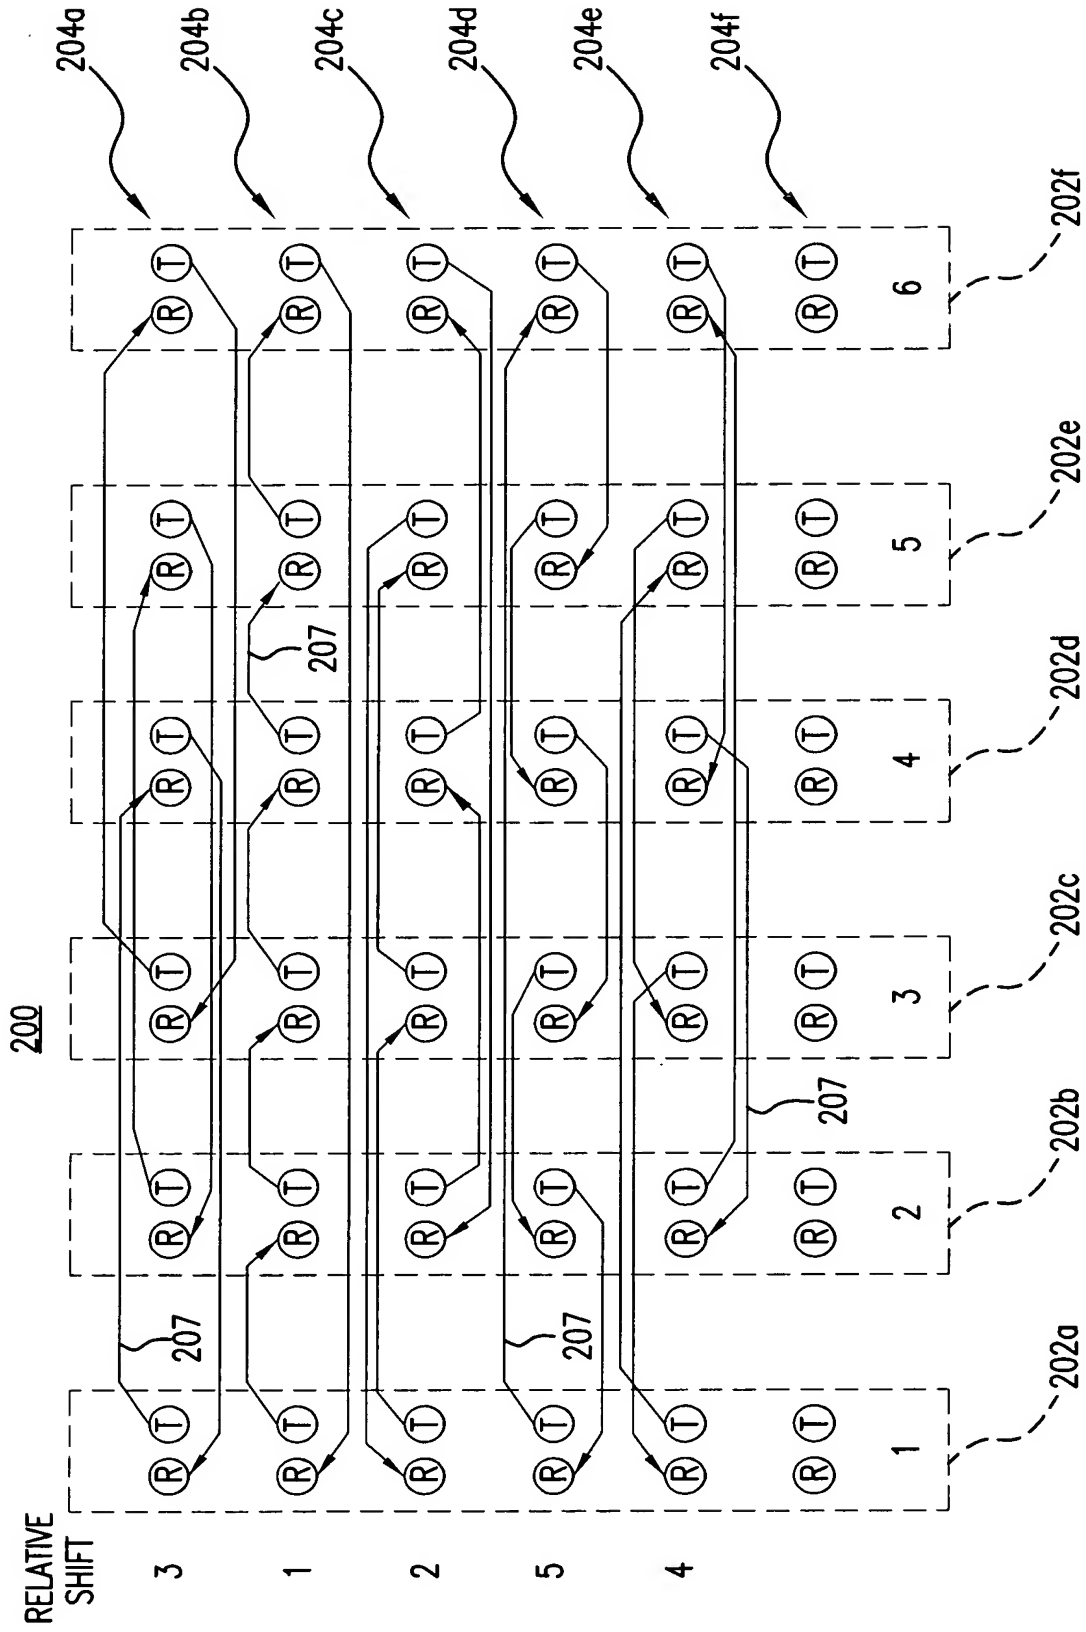 200
RELATIVE
SHIFT
204a
3 R T R T R T R T R T R T
207
204b
1 R T R T R T R T R T R T
207
204c
2 R T R T R T R T R T R T
204d
5 R T R T R T R T R T R T
207
204e
4 R T R T R T R T R T R T
204f
R T R T R T R T R T R T
207
1 2 3 4 5 6
202a 202b 202c 202d 202e 202f